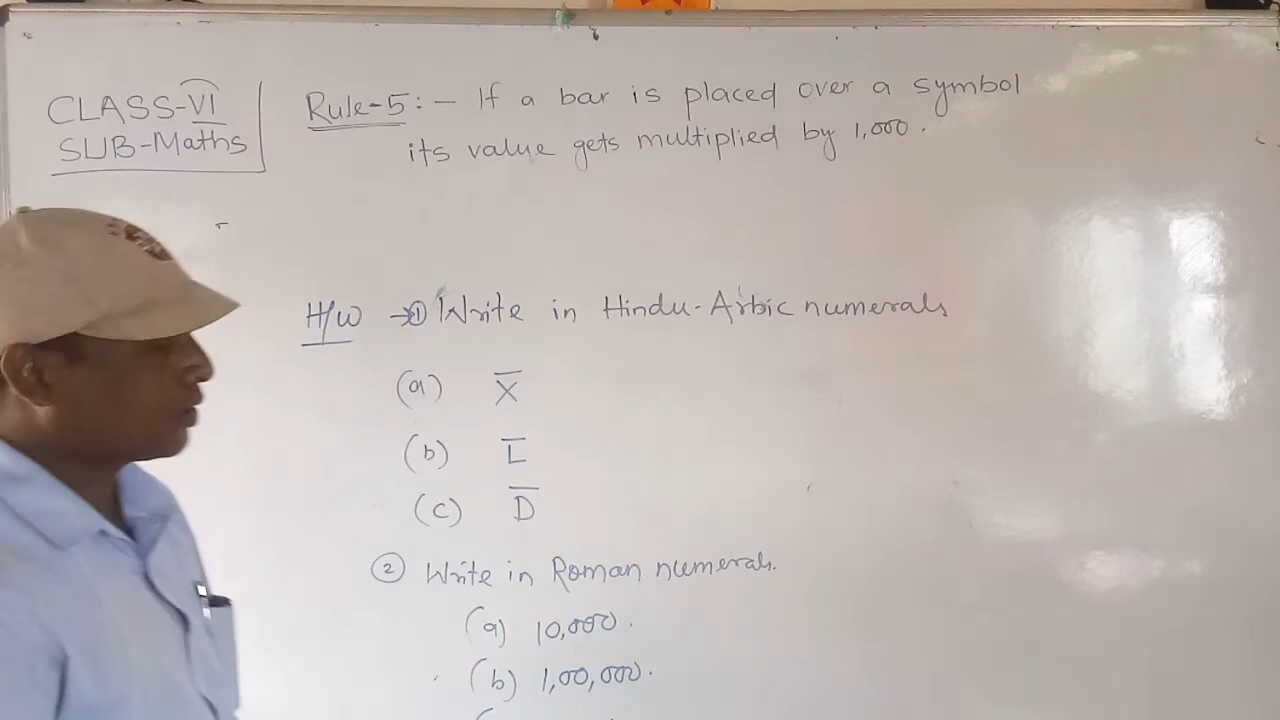 CLASS-VI
SUB-Maths
Rule-5:- If a bar is placed over a symbol
its value gets multiplied by 1,000.
H/W → ① Write in Hindu-Arbic numerals
(a) X̅
(b) L̅
(c) D̅
② Write in Roman numerals.
(a) 10,000.
(b) 1,00,000.